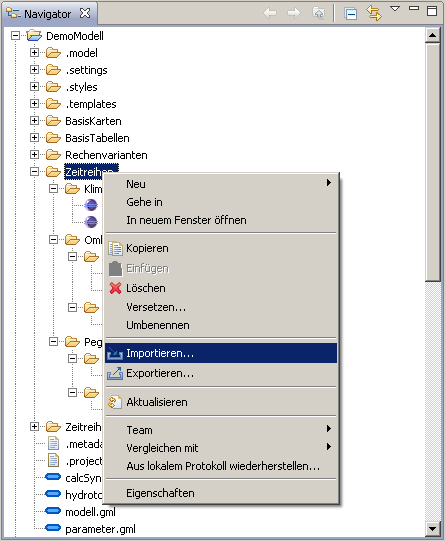 Navigator
DemoModell
.model
.settings
.styles
.templates
BasisKarten
BasisTabellen
Rechenvarianten
Zeitreihen
Klim
Neu
Gehe in
In neuem Fenster öffnen
Omb
Kopieren
Einfügen
Löschen
Versetzen...
Umbenennen
Peg
Importieren...
Exportieren...
Aktualisieren
Zeitreih
Team
.metada
Vergleichen mit
.project
Aus lokalem Protokoll wiederherstellen...
calcSyn
Eigenschaften
hydroto
modell.gml
parameter.gml